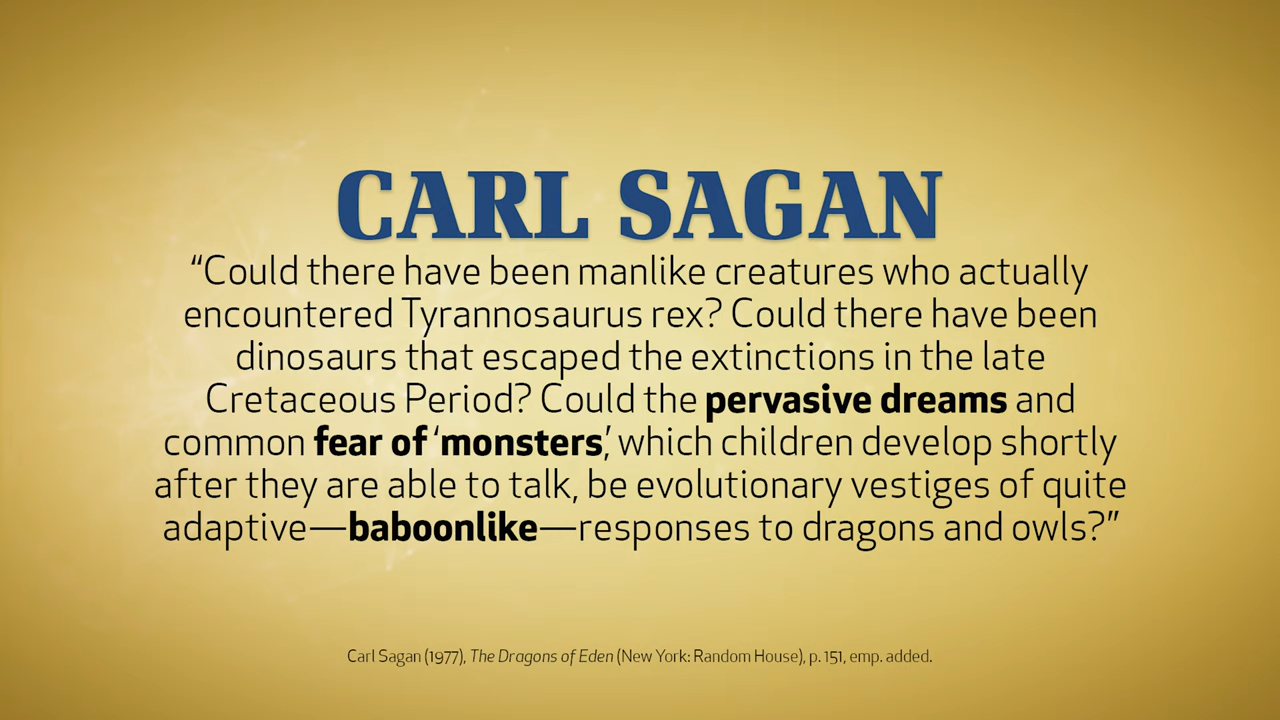 CARL SAGAN
“Could there have been manlike creatures who actually
encountered Tyrannosaurus rex? Could there have been
dinosaurs that escaped the extinctions in the late
Cretaceous Period? Could the pervasive dreams and
common fear of ‘monsters,’ which children develop shortly
after they are able to talk, be evolutionary vestiges of quite
adaptive—baboonlike—responses to dragons and owls?”
Carl Sagan (1977), The Dragons of Eden (New York: Random House), p. 151, emp. added.